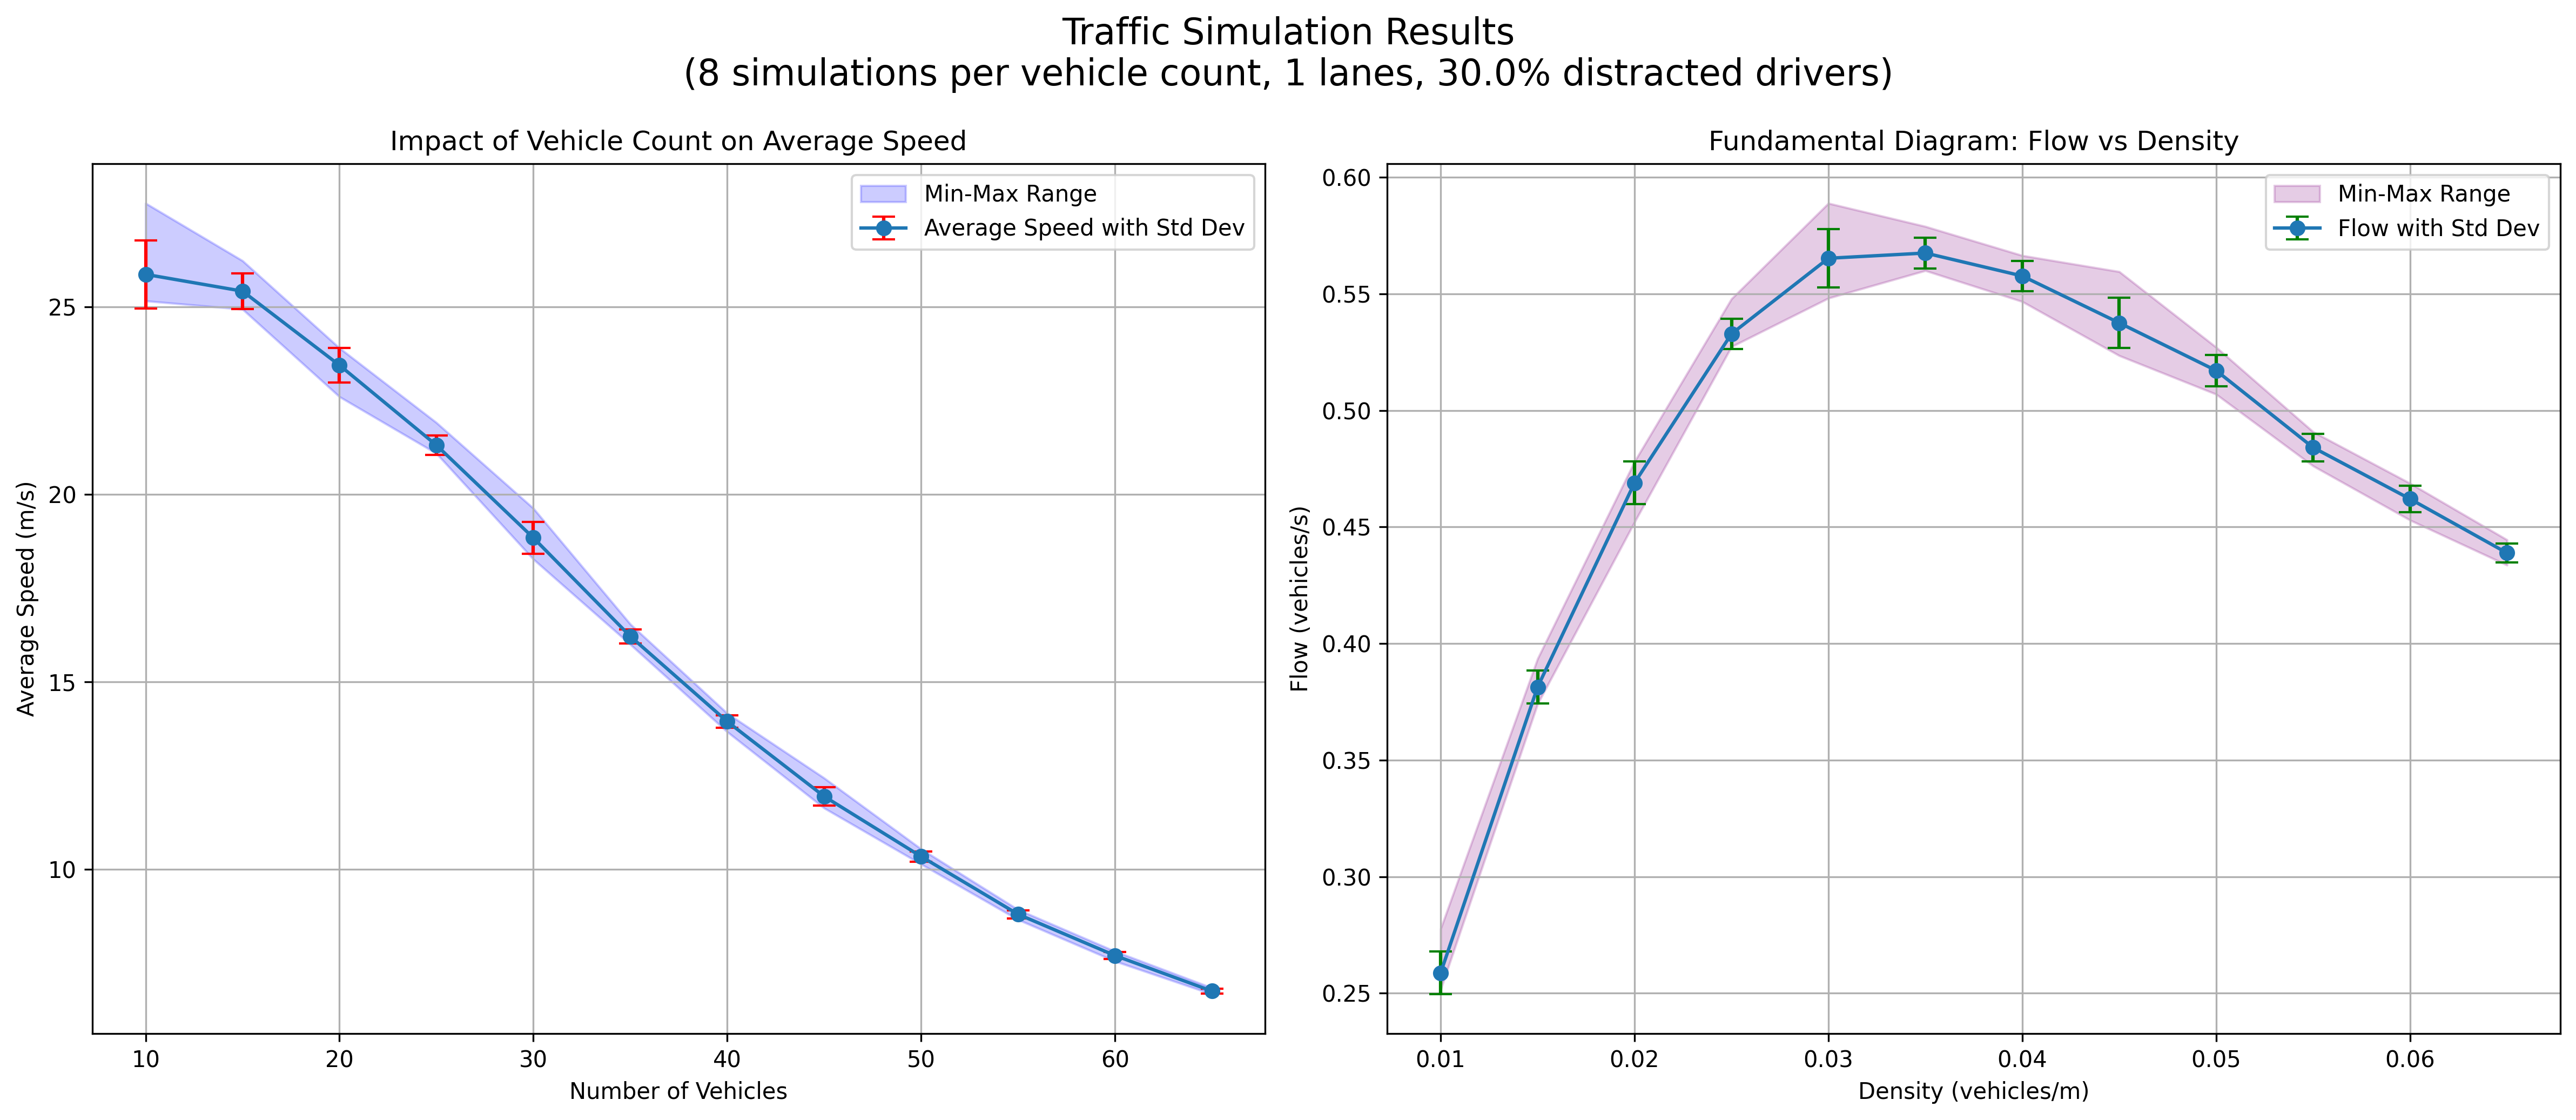 Traffic Simulation Results
(8 simulations per vehicle count, 1 lanes, 30.0% distracted drivers)
Impact of Vehicle Count on Average Speed
Min-Max Range
Average Speed with Std Dev
25
20
15
10
Average Speed (m/s)
10 20 30 40 50 60
Number of Vehicles
Fundamental Diagram: Flow vs Density
Min-Max Range
Flow with Std Dev
0.60
0.55
0.50
0.45
0.40
0.35
0.30
0.25
Flow (vehicles/s)
0.01 0.02 0.03 0.04 0.05 0.06
Density (vehicles/m)